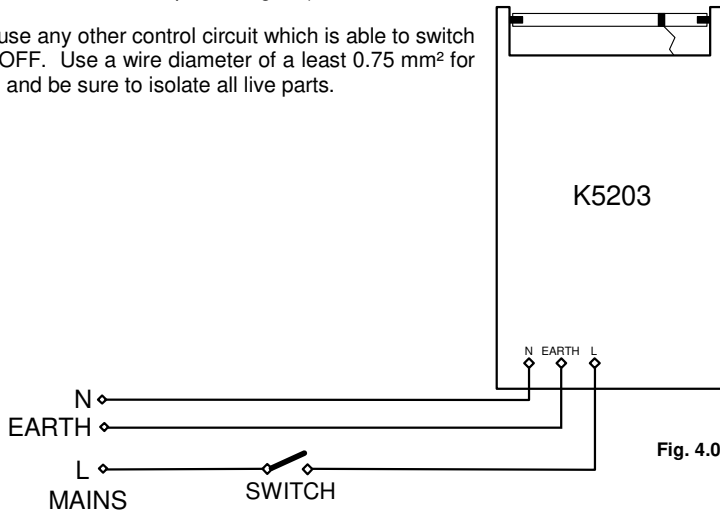 use any other control circuit which is able to switch
OFF. Use a wire diameter of a least 0.75 mm² for
and be sure to isolate all live parts.
K5203
N EARTH L
N
EARTH
L
MAINS
SWITCH
Fig. 4.0